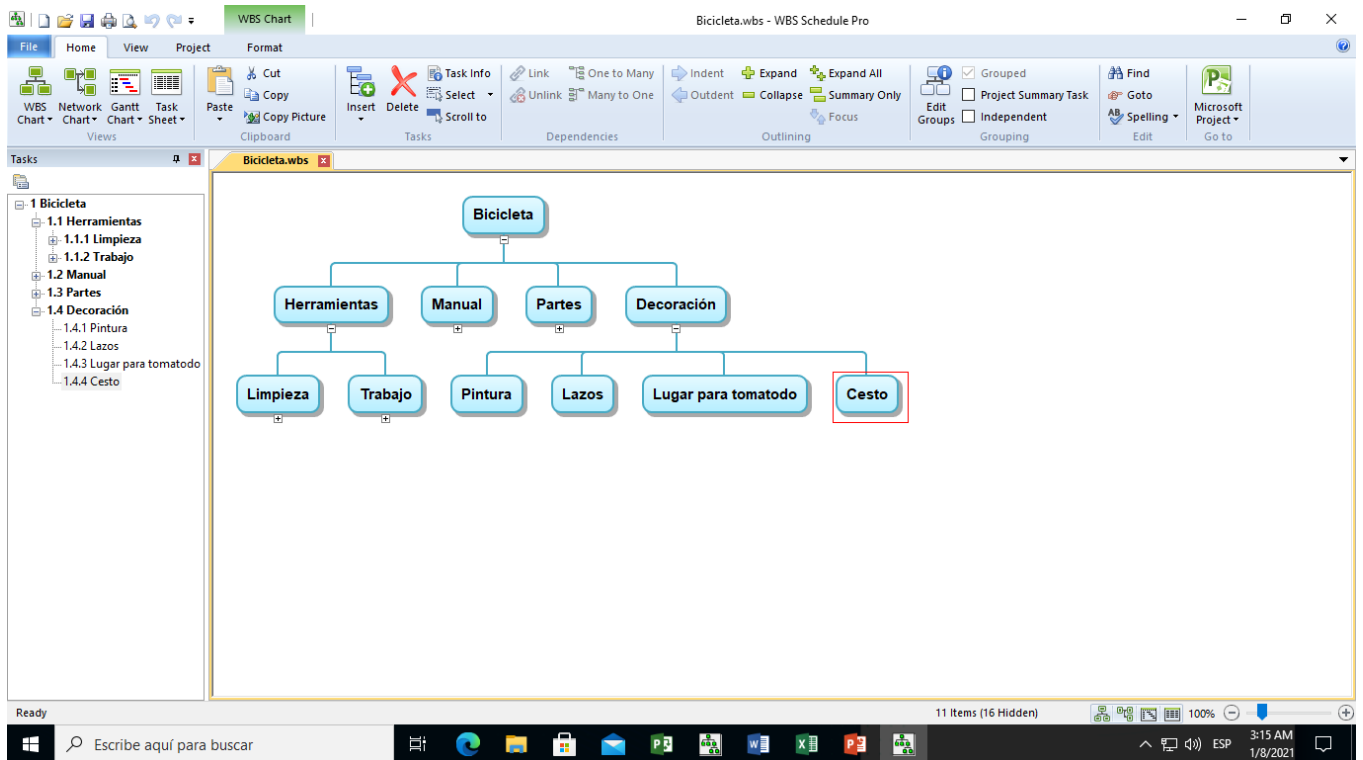 WBS Chart
Bicicleta.wbs - WBS Schedule Pro
File Home View Project Format
WBS Chart Network Chart Gantt Chart Task Sheet
Views
Paste Cut
Copy
Copy Picture
Clipboard
Insert Delete Task Info
Select
Scroll to
Tasks
Link One to Many
Unlink Many to One
Dependencies
Indent Expand Expand All
Outdent Collapse Summary Only
Focus
Outlining
Edit Groups Grouped
Project Summary Task
Independent
Grouping
Find
Goto
Spelling
Edit
Microsoft Project
Go to
Tasks
Bicicleta.wbs
1 Bicicleta
1.1 Herramientas
1.1.1 Limpieza
1.1.2 Trabajo
1.2 Manual
1.3 Partes
1.4 Decoración
1.4.1 Pintura
1.4.2 Lazos
1.4.3 Lugar para tomatodo
1.4.4 Cesto
Bicicleta
Herramientas Manual Partes Decoración
Limpieza Trabajo Pintura Lazos Lugar para tomatodo Cesto
Ready
11 Items (16 Hidden)
100%
Escribe aquí para buscar
ESP
3:15 AM
1/8/2021